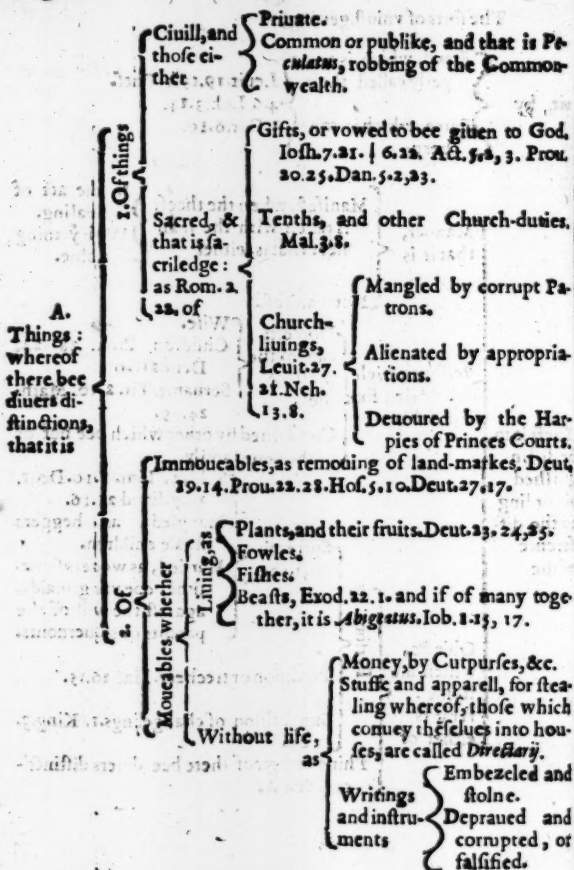 A.
Things:
whereof
there bee
diuers di-
ſtinctions,
that it is
1. Of things
Ciuill, and
thoſe ei-
ther
Priuate.
Common or publike, and that is Pe-
culatus, robbing of the Common-
wealth.
Sacred, &
that is ſa-
criledge:
as Rom. 2
22. of
Gifts, or vowed to bee giuen to God,
Ioſh. 7. 21. | 6. 22. Act. 5. 2, 3. Prou.
20. 25. Dan. 5. 2, 23.
Tenths, and other Church-duties,
Mal. 3. 8.
Church-
liuings,
Leuit. 27.
21. Neh.
13. 8.
Mangled by corrupt Pa-
trons.
Alienated by appropria-
tions.
Deuoured by the Har-
pies of Princes Courts.
2. Of
Immoueables, as remouing of land-markes, Deut.
19. 14. Prou. 22. 28. Hoſ. 5. 10. Deut. 27. 17.
Moueables whether
Liuing, as
Plants, and their fruits. Deut. 23. 24, 25.
Fowles.
Fiſhes.
Beaſts, Exod. 22. 1. and if of many toge-
ther, it is Abigeatus. Iob. 1. 15, 17.
Without life,
as
Money, by Cutpurſes, &c.
Stuffe and apparell, for ſtea-
ling whereof, thoſe which
conuey thēſelues into hou-
ſes, are called Directarij.
Writings
and inſtru-
ments
Embezeled and
ſtolne.
Depraued and
corrupted, or
falſified.